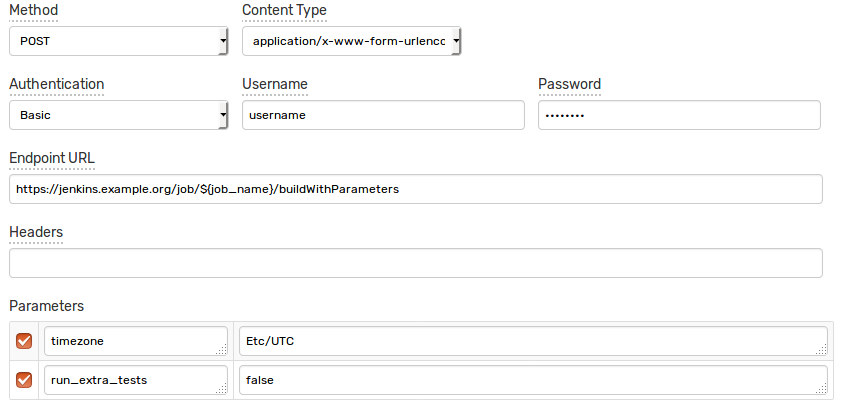 Method Content Type
POST application/x-www-form-urlenc
Authentication Username Password
Basic username ••••••••
Endpoint URL
https://jenkins.example.org/job/${job_name}/buildWithParameters
Headers
Parameters
timezone Etc/UTC
run_extra_tests false